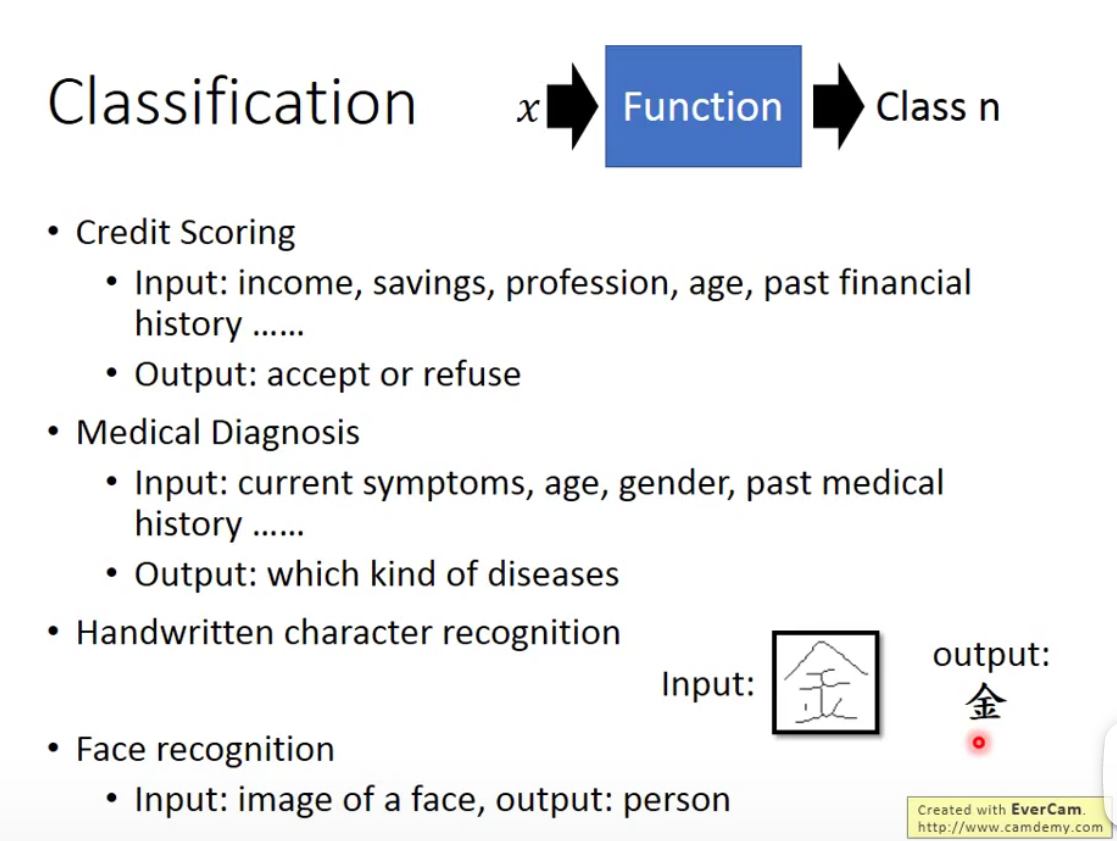 Classification
x
Function
Class n
• Credit Scoring
• Input: income, savings, profession, age, past financial
history ……
• Output: accept or refuse
• Medical Diagnosis
• Input: current symptoms, age, gender, past medical
history ……
• Output: which kind of diseases
• Handwritten character recognition
Input:
金
output:
金
• Face recognition
• Input: image of a face, output: person
Created with EverCam.
http://www.camdemy.com